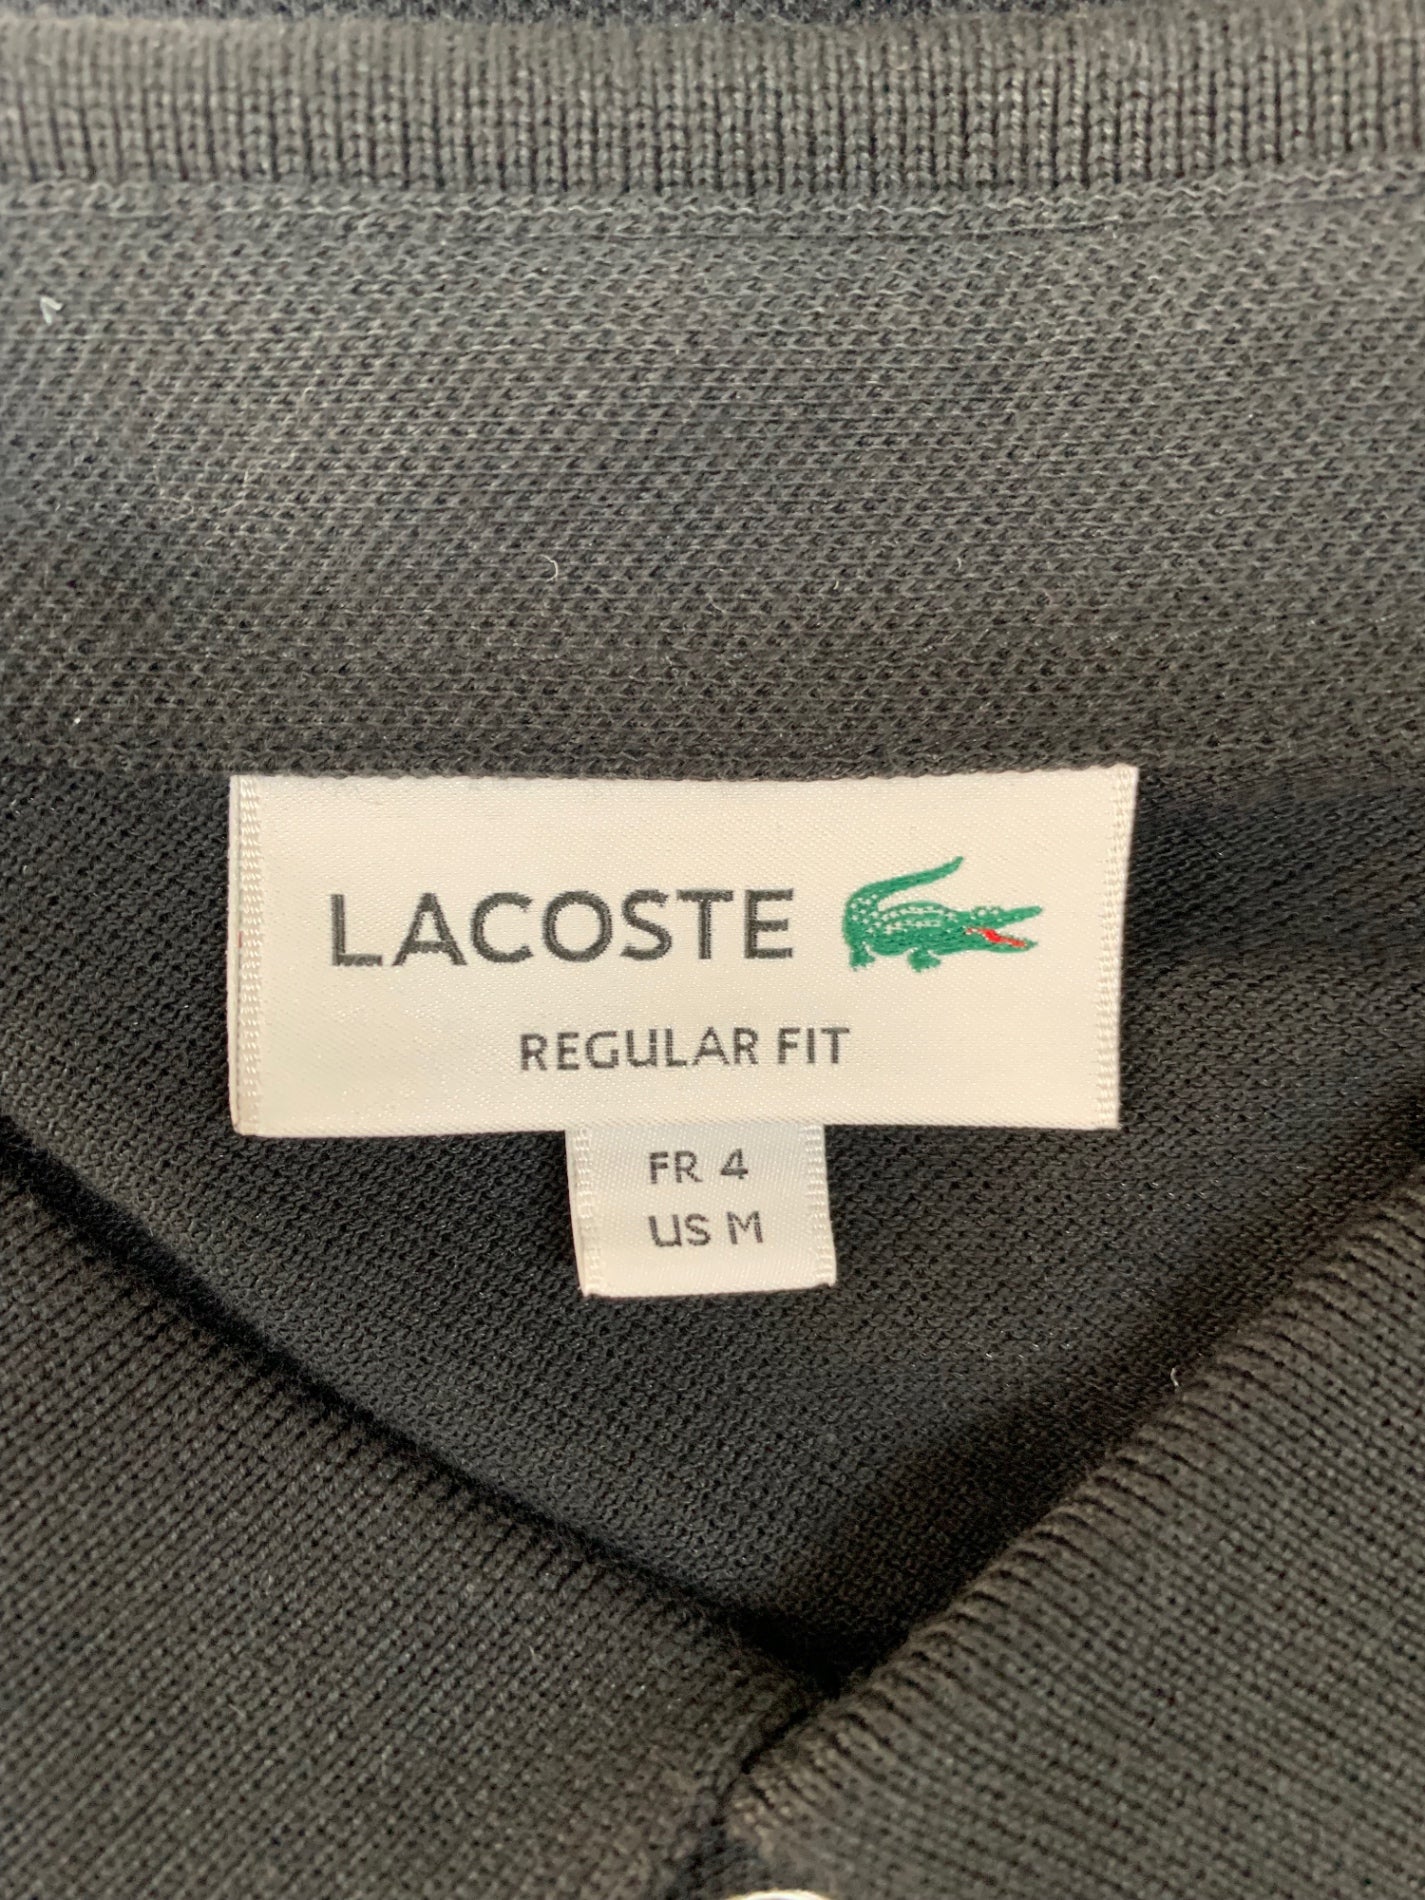 LACOSTE
REGULAR FIT
FR 4
US M